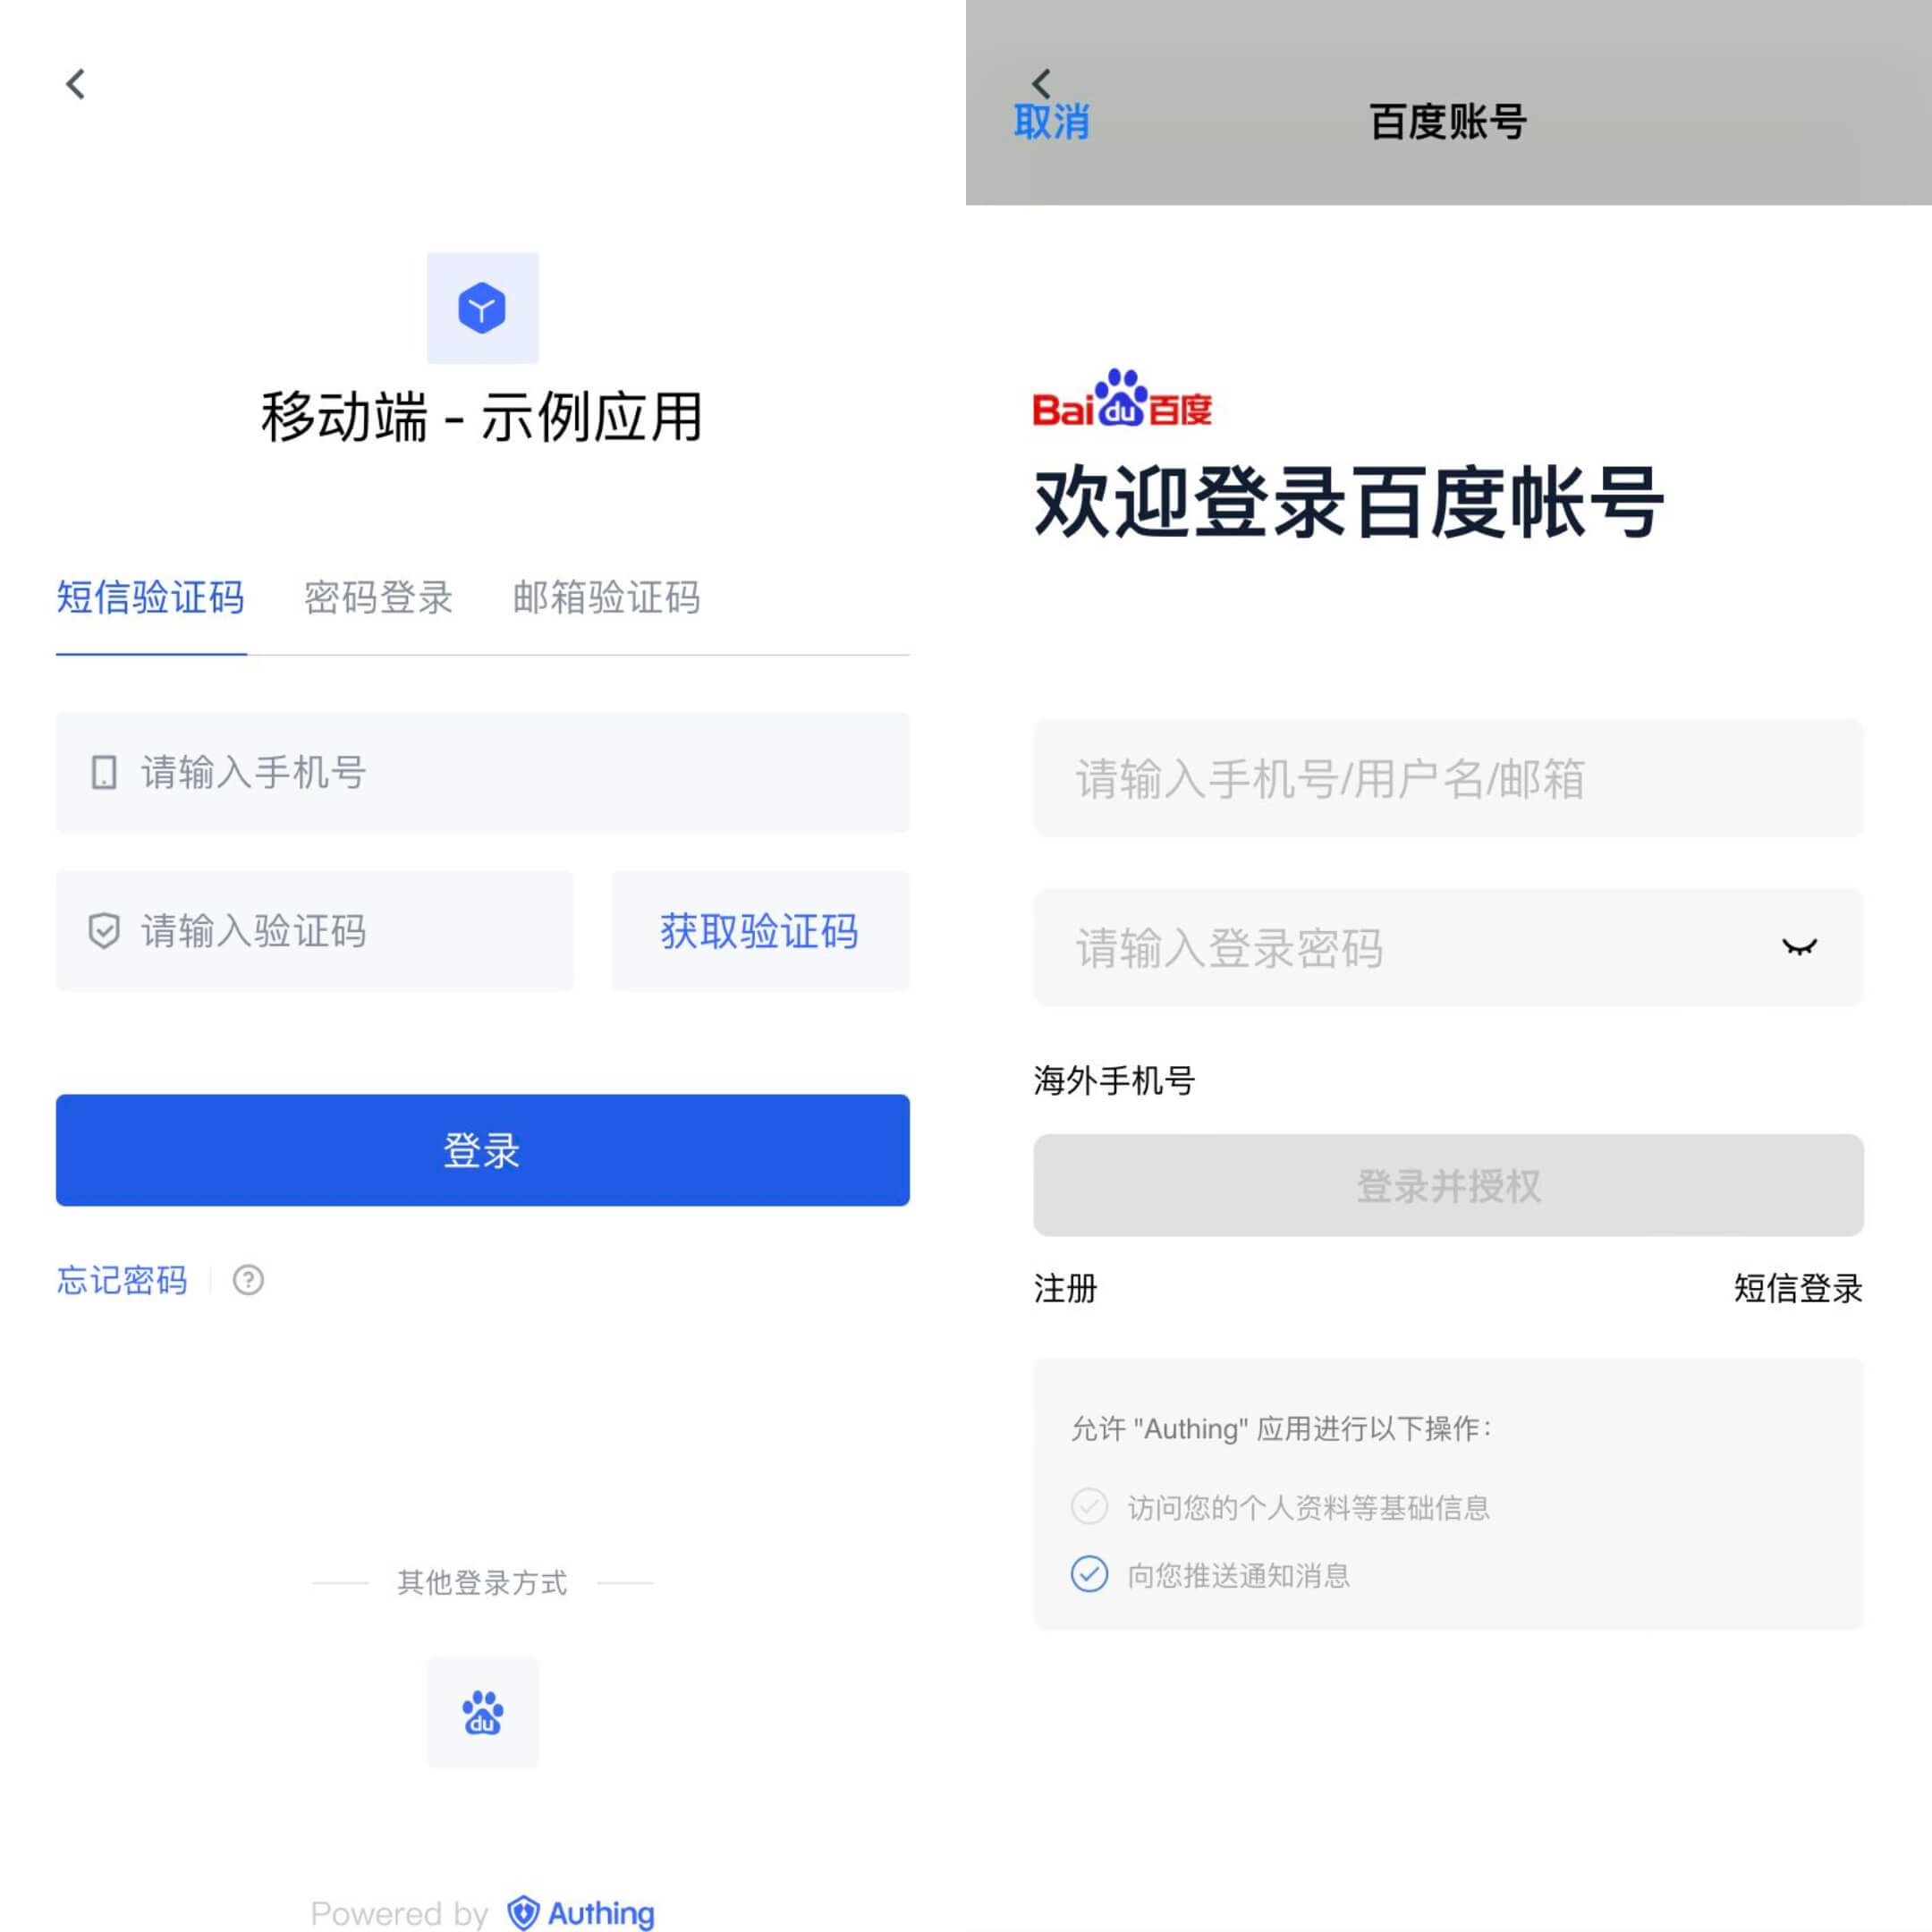 移动端 - 示例应用
短信验证码 密码登录 邮箱验证码
请输入手机号
请输入验证码 获取验证码
登录
忘记密码
其他登录方式
du
Powered by Authing
取消 百度账号
Bai du 百度
欢迎登录百度帐号
请输入手机号/用户名/邮箱
请输入登录密码
海外手机号
登录并授权
注册 短信登录
允许 "Authing" 应用进行以下操作：
访问您的个人资料等基础信息
向您推送通知消息